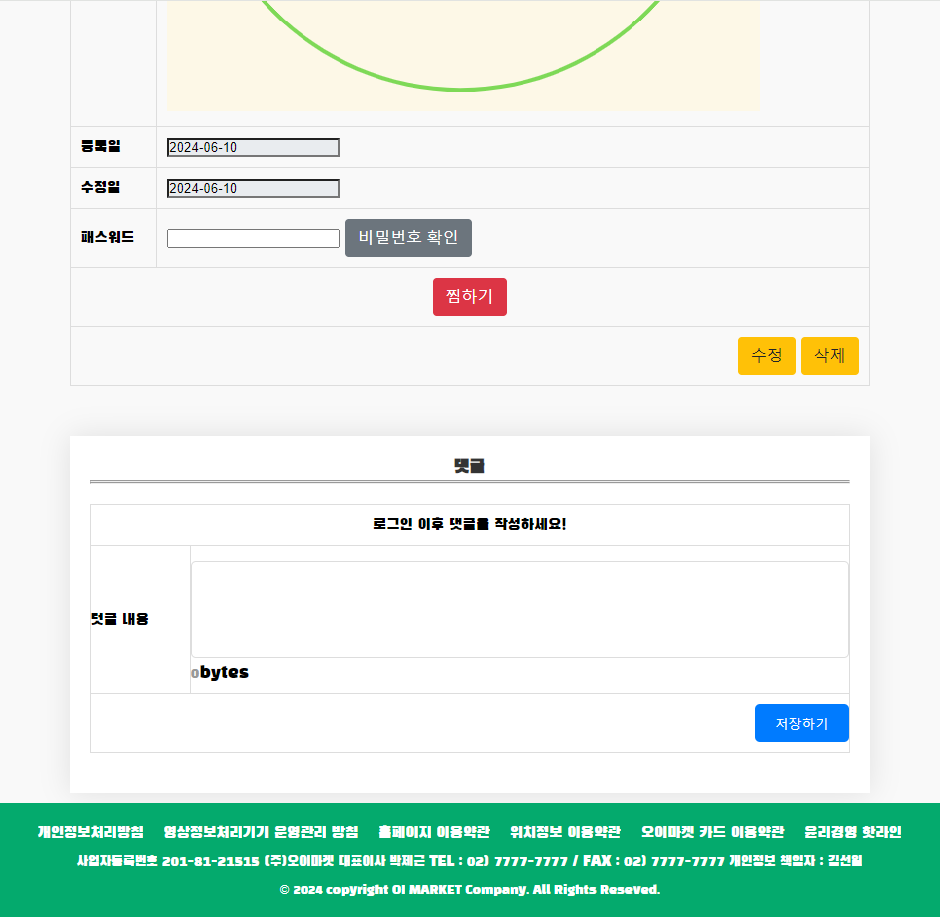 등록일 2024-06-10
수정일 2024-06-10
패스워드 비밀번호 확인
찜하기
수정 삭제
댓글
로그인 이후 댓글을 작성하세요!
텃글 내용
0bytes
저장하기
개인정보처리방침 영상정보처리기기 운영관리 방침 홈페이지 이용약관 위치정보 이용약관 오이마켓 카드 이용약관 윤리경영 핫라인
사업자등록번호 201-81-21515 (주)오이마켓 대표이사 박제근 TEL : 02) 7777-7777 / FAX : 02) 7777-7777 개인정보 책임자 : 김선일
© 2024 copyright OI MARKET Company. All Rights Reseved.